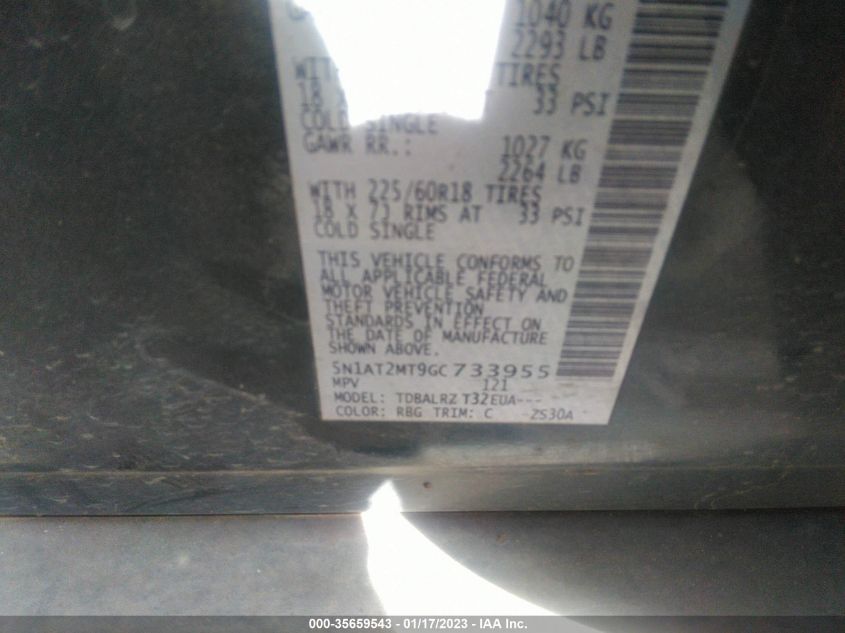 1040 KG
2293 LB
TIRES
18 X 33 PSI
COLD SINGLE
GAWR RR.: 1027 KG
2264 LB
WITH 225/60R18 TIRES
18 X 7J RIMS AT 33 PSI
COLD SINGLE
THIS VEHICLE CONFORMS TO
ALL APPLICABLE FEDERAL
MOTOR VEHICLE SAFETY AND
THEFT PREVENTION
STANDARDS IN EFFECT ON
THE DATE OF MANUFACTURE
SHOWN ABOVE.
5N1AT2MT9GC733955
MPV 121
MODEL: TDBALRZ T32EUA---
COLOR: RBG TRIM: C ZS30A
000-35659543 - 01/17/2023 - IAA Inc.